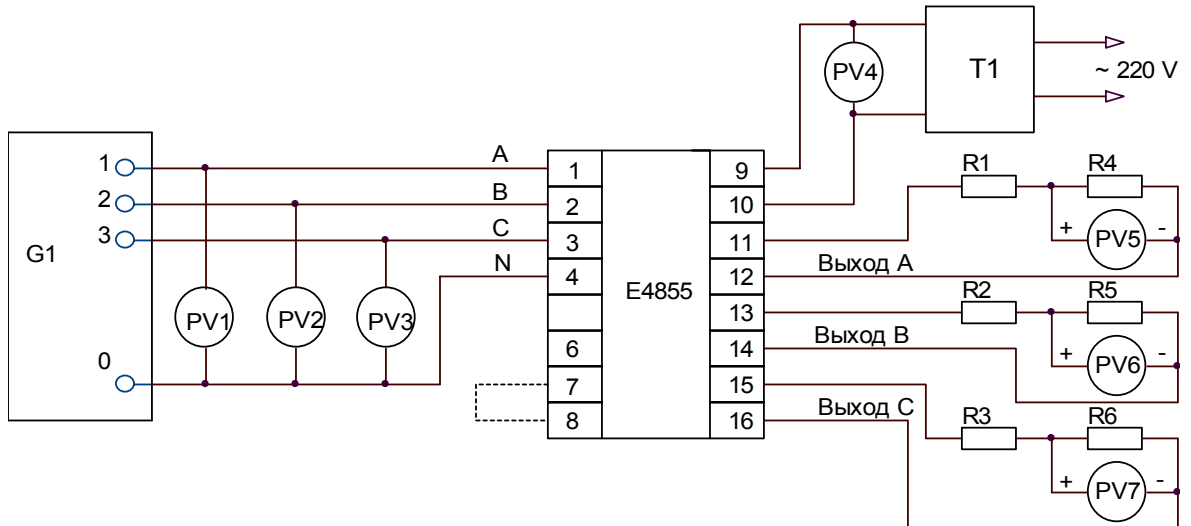 G1
1
2
3
0
A
B
C
N
PV1
PV2
PV3
1
2
3
4
6
7
8
E4855
9
10
11
12
13
14
15
16
PV4
T1
~ 220 V
R1
R4
+
PV5
-
Выход A
R2
R5
+
PV6
-
Выход B
R3
R6
+
PV7
-
Выход C